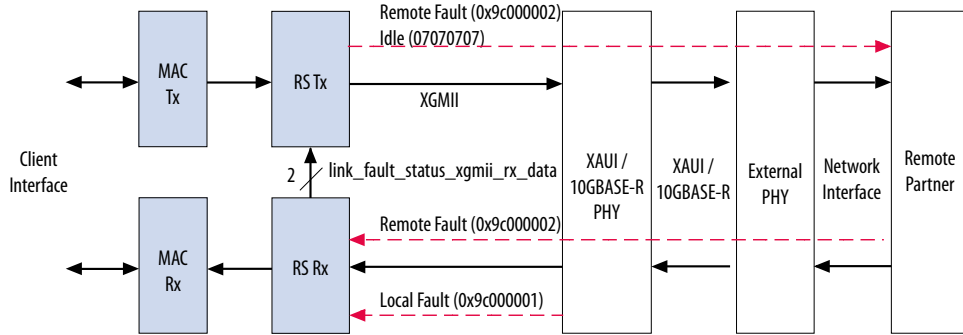 Remote Fault (0x9c000002)
Idle (07070707)
MAC
Tx
RS Tx
XGMII
Client
Interface
2
link_fault_status_xgmii_rx_data
XAUI /
10GBASE-R
PHY
XAUI /
10GBASE-R
External
PHY
Network
Interface
Remote
Partner
Remote Fault (0x9c000002)
MAC
Rx
RS Rx
Local Fault (0x9c000001)